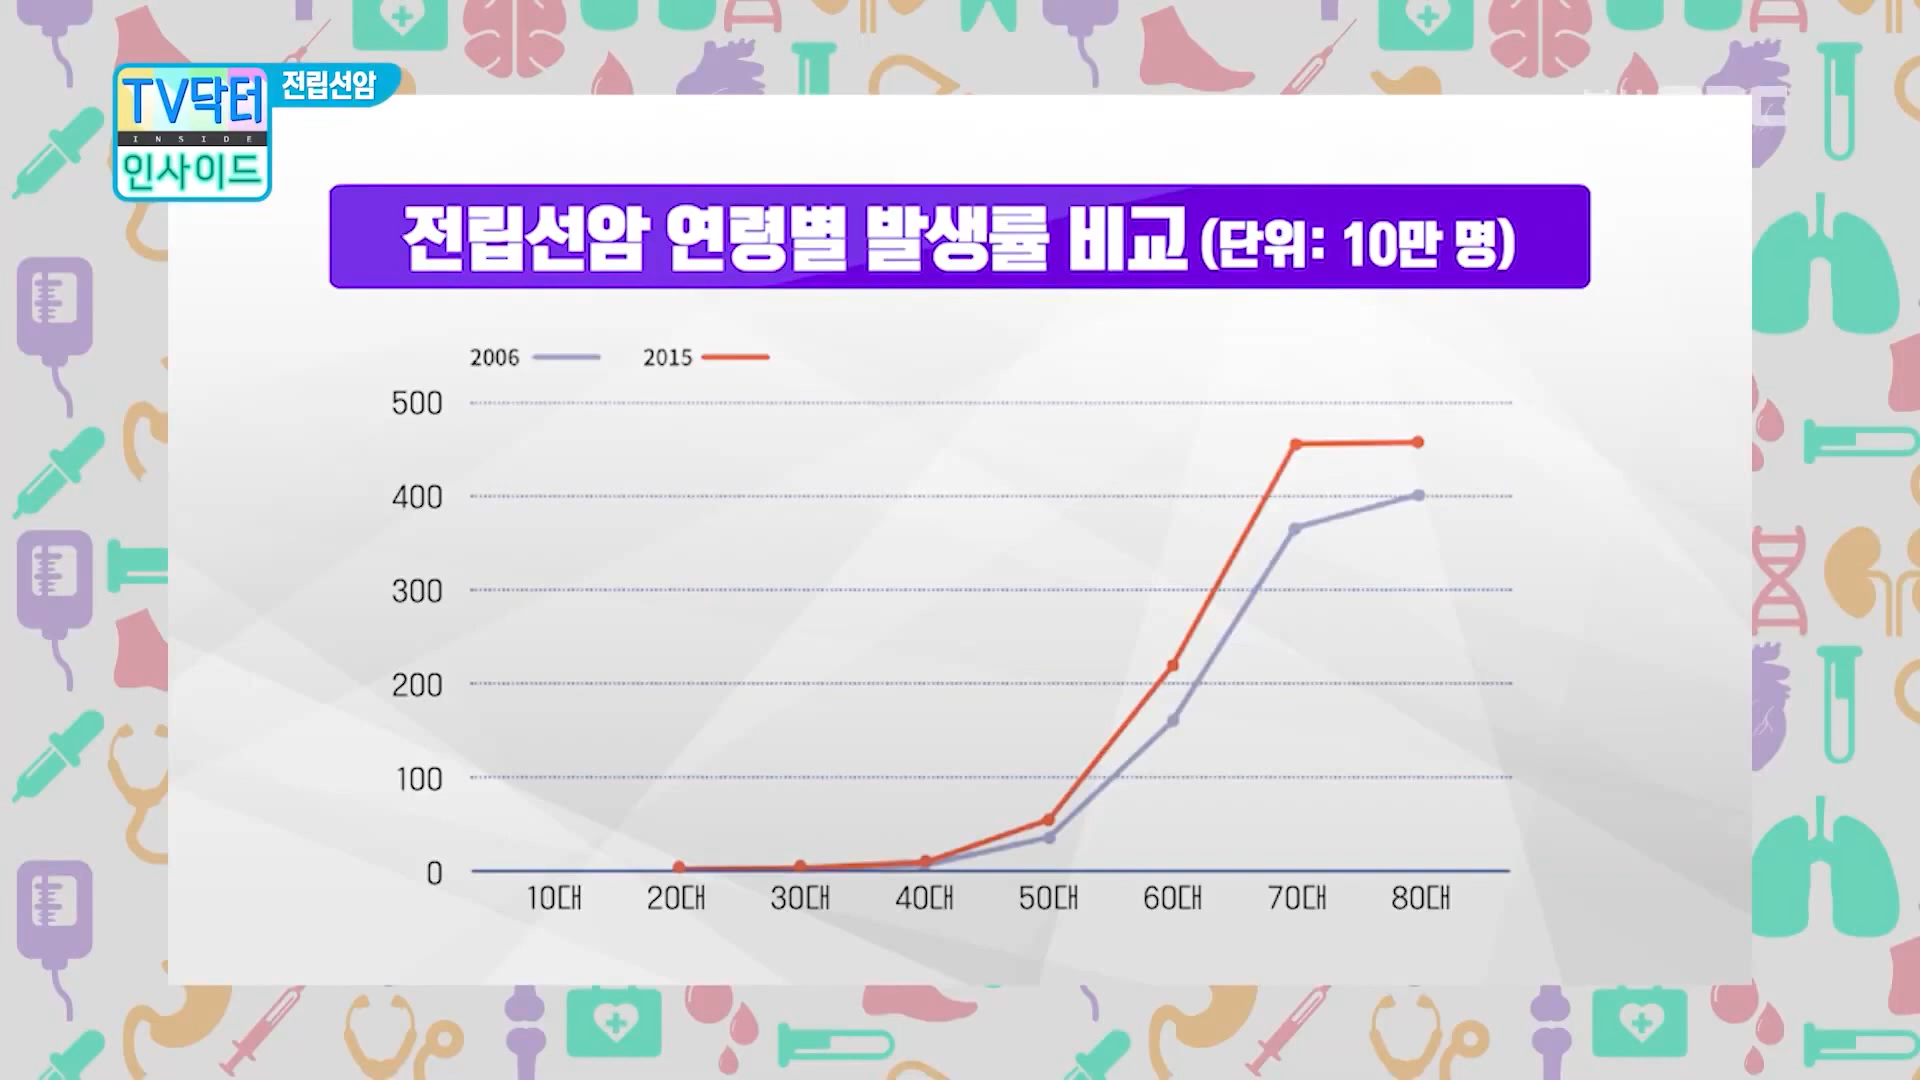 TV닥터
INSIDE
인사이드
전립선암
전립선암 연령별 발생률 비교 (단위: 10만 명)
2006 2015
500
400
300
200
100
0
10대 20대 30대 40대 50대 60대 70대 80대